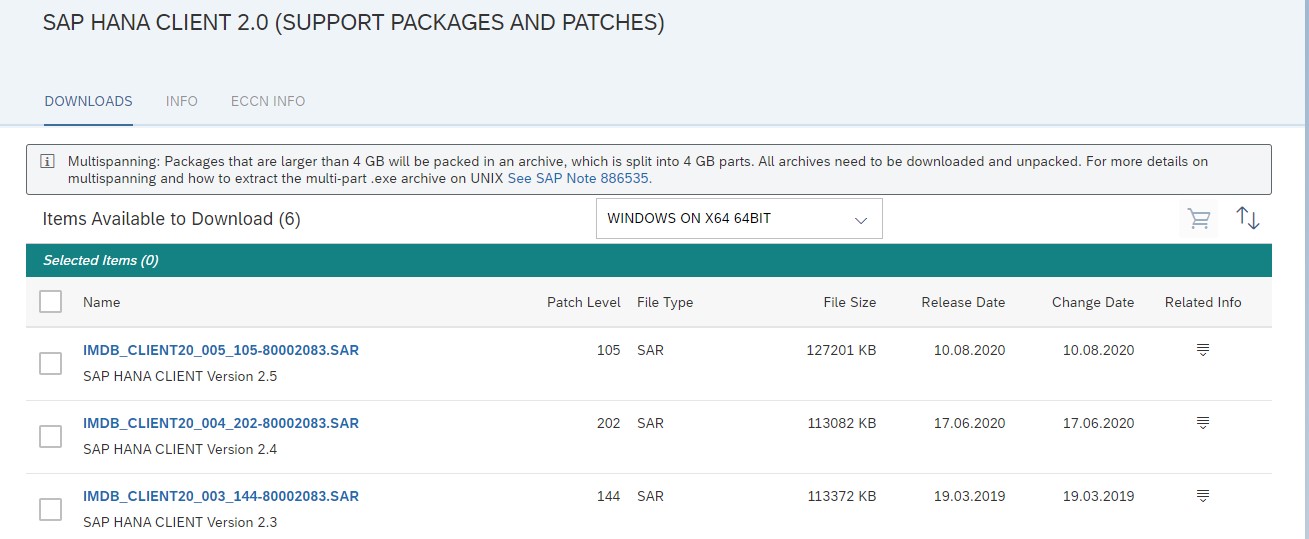 SAP HANA CLIENT 2.0 (SUPPORT PACKAGES AND PATCHES)
DOWNLOADS INFO ECCN INFO
Multispanning: Packages that are larger than 4 GB will be packed in an archive, which is split into 4 GB parts. All archives need to be downloaded and unpacked. For more details on
multispanning and how to extract the multi-part .exe archive on UNIX See SAP Note 886535.
Items Available to Download (6) WINDOWS ON X64 64BIT
Selected Items (0)
Name Patch Level File Type File Size Release Date Change Date Related Info
IMDB_CLIENT20_005_105-80002083.SAR 105 SAR 127201 KB 10.08.2020 10.08.2020
SAP HANA CLIENT Version 2.5
IMDB_CLIENT20_004_202-80002083.SAR 202 SAR 113082 KB 17.06.2020 17.06.2020
SAP HANA CLIENT Version 2.4
IMDB_CLIENT20_003_144-80002083.SAR 144 SAR 113372 KB 19.03.2019 19.03.2019
SAP HANA CLIENT Version 2.3